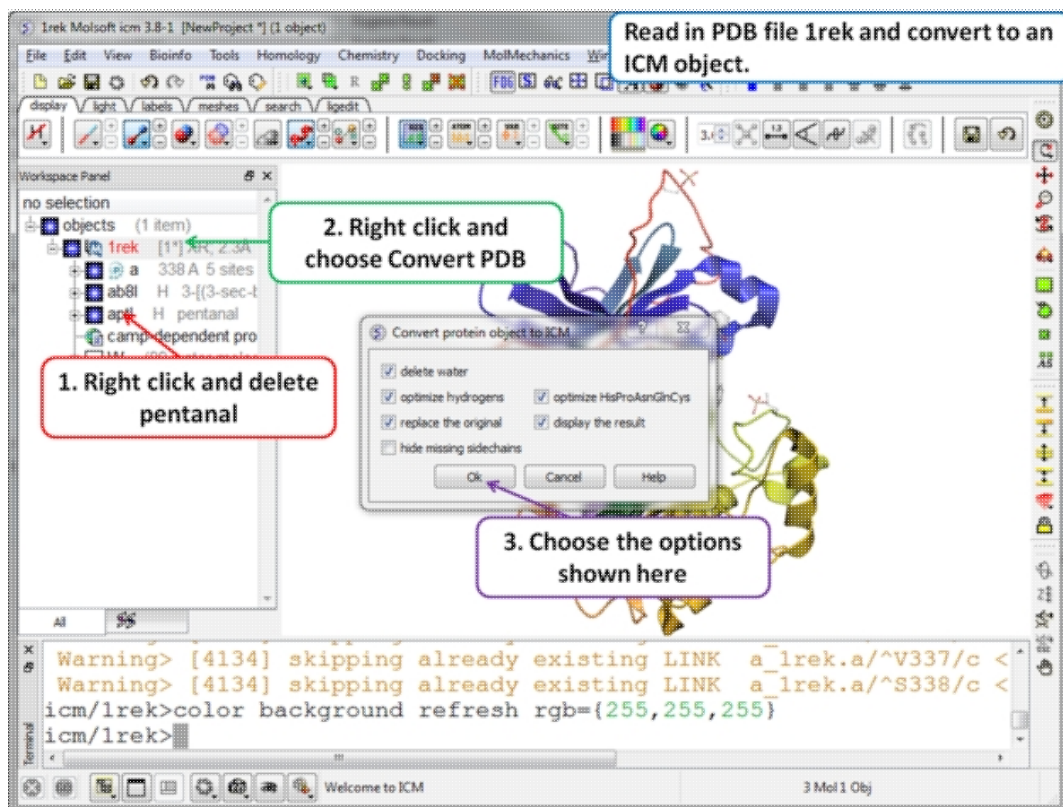 1rek Molsoft icm 3.8-1 [NewProject *] (1 object)
Read in PDB file 1rek and convert to an
ICM object.
File Edit View Bioinfo Tools Homology Chemistry Docking MolMechanics
display light labels meshes search ligedit
Workspace Panel
no selection
objects (1 item)
1rek [1*] XR, 2.3A
a 338 A 5 sites
ab8l H 3-[(3-sec-b
aptl H pentanal
camp-dependent pro
2. Right click and
choose Convert PDB
1. Right click and delete
pentanal
Convert protein object to ICM
delete water
optimize hydrogens optimize HisProAsnGlnCys
replace the original display the result
hide missing sidechains
Ok Cancel Help
3. Choose the options
shown here
All
Warning> [4134] skipping already existing LINK a_1rek.a/^V337/c <
Warning> [4134] skipping already existing LINK a_1rek.a/^S338/c <
icm/1rek>color background refresh rgb={255,255,255}
icm/1rek>
Terminal
Welcome to ICM 3 Mol 1 Obj